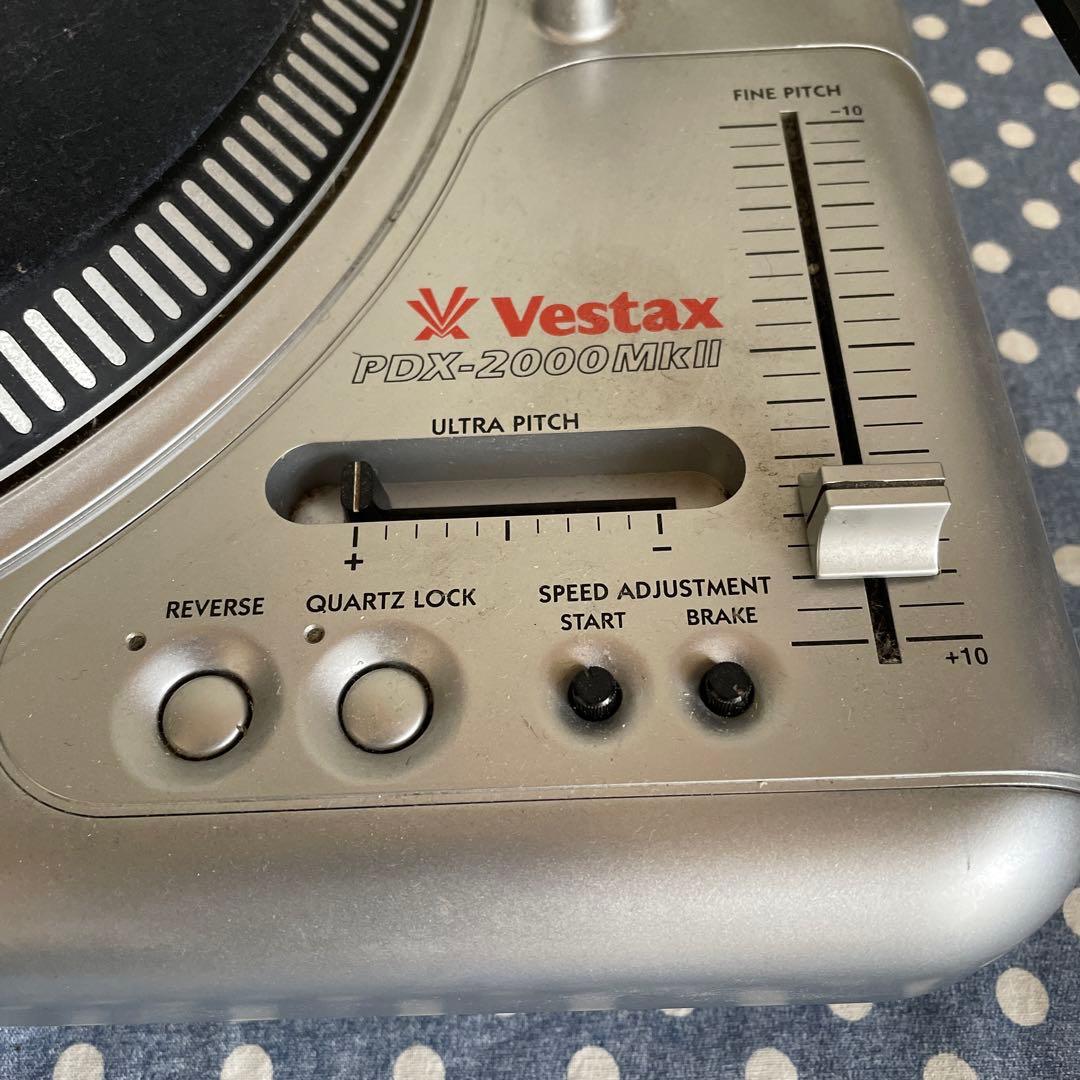 FINE PITCH
-10
Vestax
PDX-2000MkII
ULTRA PITCH
+ -
REVERSE
QUARTZ LOCK
SPEED ADJUSTMENT
START BRAKE
+10